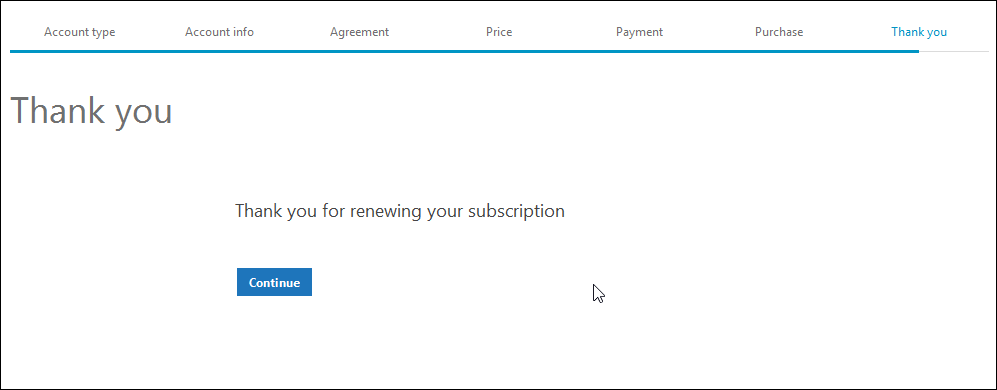 Account type Account info Agreement Price Payment Purchase Thank you
Thank you
Thank you for renewing your subscription
Continue